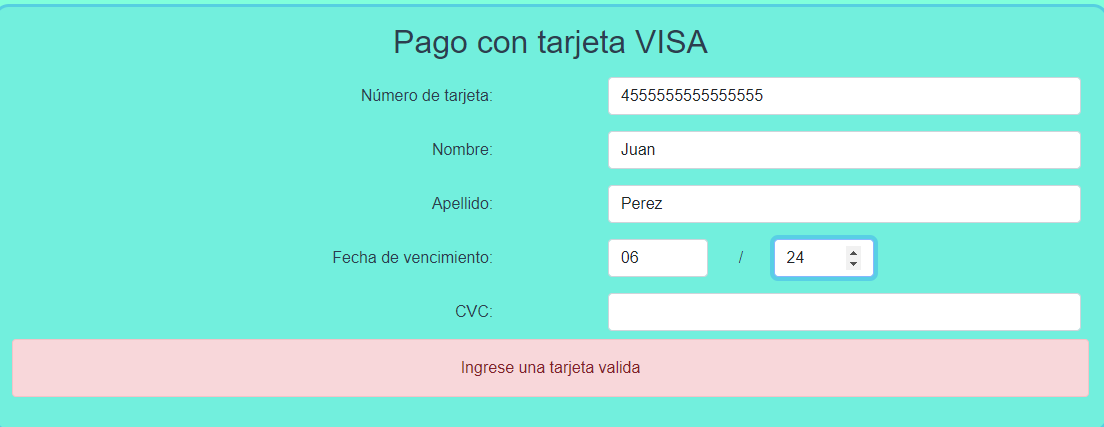 Pago con tarjeta VISA
Número de tarjeta: 4555555555555555
Nombre: Juan
Apellido: Perez
Fecha de vencimiento: 06 / 24
CVC:
Ingrese una tarjeta valida